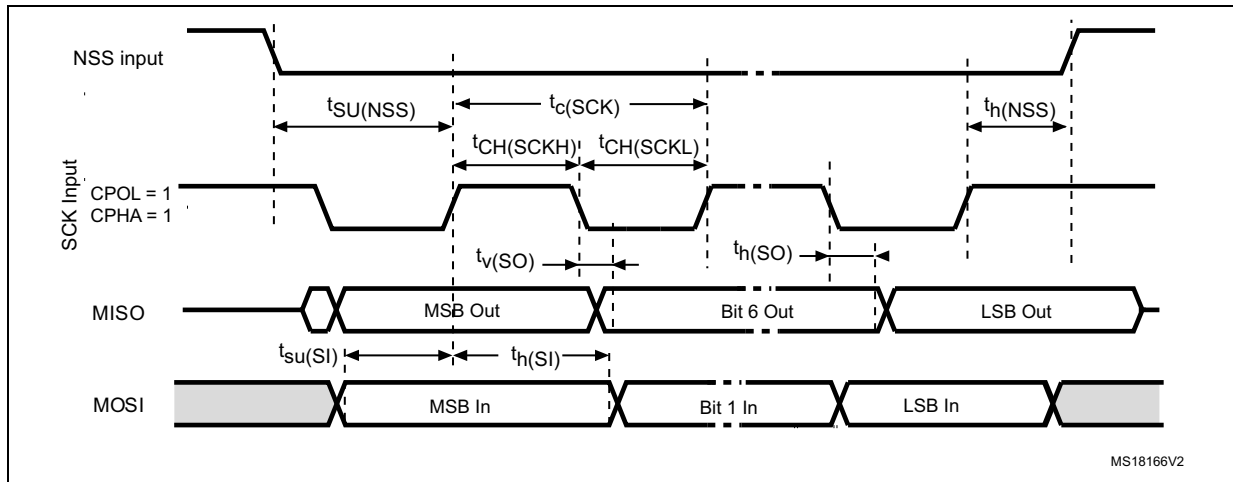 NSS input
tSU(NSS)
tc(SCK)
th(NSS)
tCH(SCKH)
tCH(SCKL)
SCK Input
CPOL = 1
CPHA = 1
tv(SO)
th(SO)
MISO
MSB Out
Bit 6 Out
LSB Out
tsu(SI)
th(SI)
MOSI
MSB In
Bit 1 In
LSB In
MS18166V2